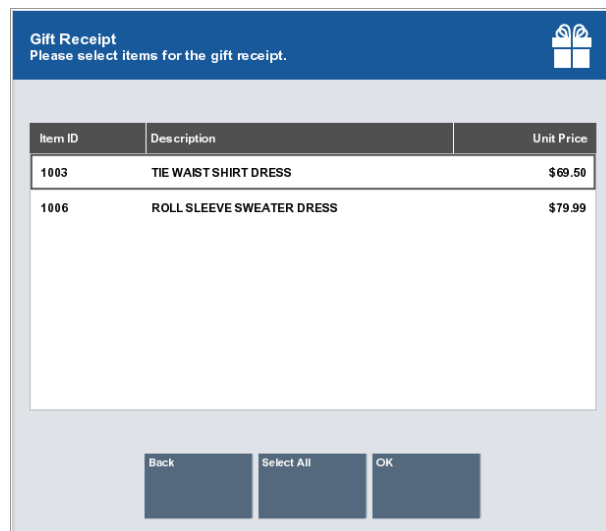 Gift Receipt
Please select items for the gift receipt.
Item ID Description Unit Price
1003 TIE WAIST SHIRT DRESS $69.50
1006 ROLL SLEEVE SWEATER DRESS $79.99
Back Select All OK